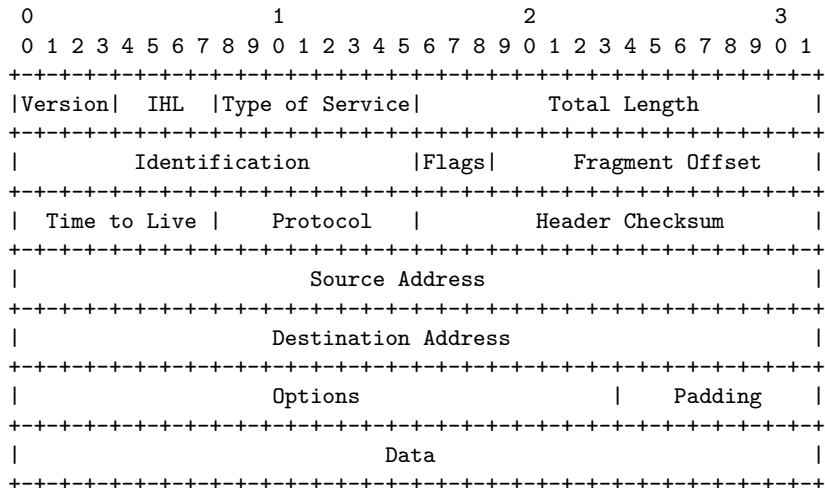 0                   1                   2                   3
0 1 2 3 4 5 6 7 8 9 0 1 2 3 4 5 6 7 8 9 0 1 2 3 4 5 6 7 8 9 0 1
+-+-+-+-+-+-+-+-+-+-+-+-+-+-+-+-+-+-+-+-+-+-+-+-+-+-+-+-+-+-+-+-+
|Version|  IHL  |Type of Service|          Total Length         |
+-+-+-+-+-+-+-+-+-+-+-+-+-+-+-+-+-+-+-+-+-+-+-+-+-+-+-+-+-+-+-+-+
|         Identification        |Flags|      Fragment Offset    |
+-+-+-+-+-+-+-+-+-+-+-+-+-+-+-+-+-+-+-+-+-+-+-+-+-+-+-+-+-+-+-+-+
|  Time to Live |    Protocol   |         Header Checksum       |
+-+-+-+-+-+-+-+-+-+-+-+-+-+-+-+-+-+-+-+-+-+-+-+-+-+-+-+-+-+-+-+-+
|                       Source Address                          |
+-+-+-+-+-+-+-+-+-+-+-+-+-+-+-+-+-+-+-+-+-+-+-+-+-+-+-+-+-+-+-+-+
|                    Destination Address                        |
+-+-+-+-+-+-+-+-+-+-+-+-+-+-+-+-+-+-+-+-+-+-+-+-+-+-+-+-+-+-+-+-+
|                    Options                    |    Padding    |
+-+-+-+-+-+-+-+-+-+-+-+-+-+-+-+-+-+-+-+-+-+-+-+-+-+-+-+-+-+-+-+-+
|                             Data                              |
+-+-+-+-+-+-+-+-+-+-+-+-+-+-+-+-+-+-+-+-+-+-+-+-+-+-+-+-+-+-+-+-+